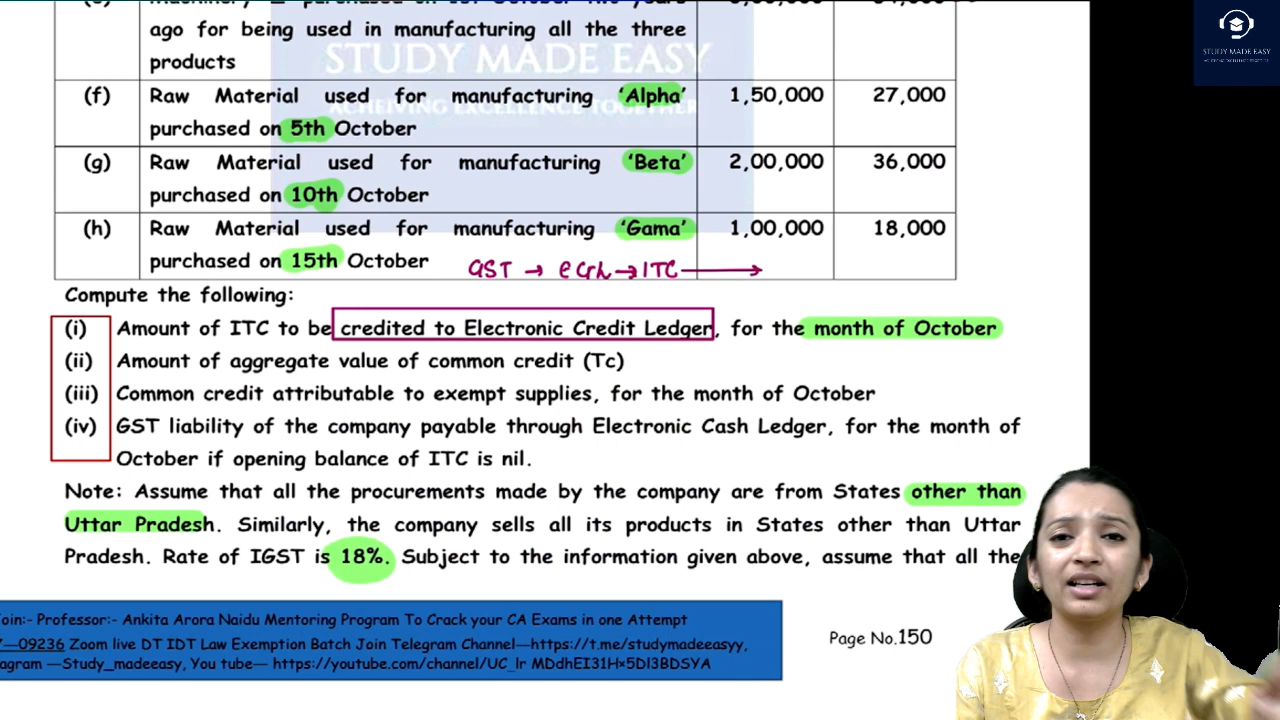 ago for being used in manufacturing all the three
products
STUDY MADE EASY
(f) Raw Material used for manufacturing 'Alpha' 1,50,000 27,000
purchased on 5th October
(g) Raw Material used for manufacturing 'Beta' 2,00,000 36,000
purchased on 10th October
(h) Raw Material used for manufacturing 'Gama' 1,00,000 18,000
purchased on 15th October
GST → eCrL → ITC →
Compute the following:
(i) Amount of ITC to be credited to Electronic Credit Ledger, for the month of October
(ii) Amount of aggregate value of common credit (Tc)
(iii) Common credit attributable to exempt supplies, for the month of October
(iv) GST liability of the company payable through Electronic Cash Ledger, for the month of
October if opening balance of ITC is nil.
Note: Assume that all the procurements made by the company are from States other than
Uttar Pradesh. Similarly, the company sells all its products in States other than Uttar
Pradesh. Rate of IGST is 18%. Subject to the information given above, assume that all the
Join:- Professor:- Ankita Arora Naidu Mentoring Program To Crack your CA Exams in one Attempt
7—09236 Zoom live DT IDT Law Exemption Batch Join Telegram Channel—https://t.me/studymadeeasyy,
agram —Study_madeeasy, You tube— https://youtube.com/channel/UC_lr MDdhEI31H×5Dl3BDSYA
Page No.150
STUDY MADE EASY